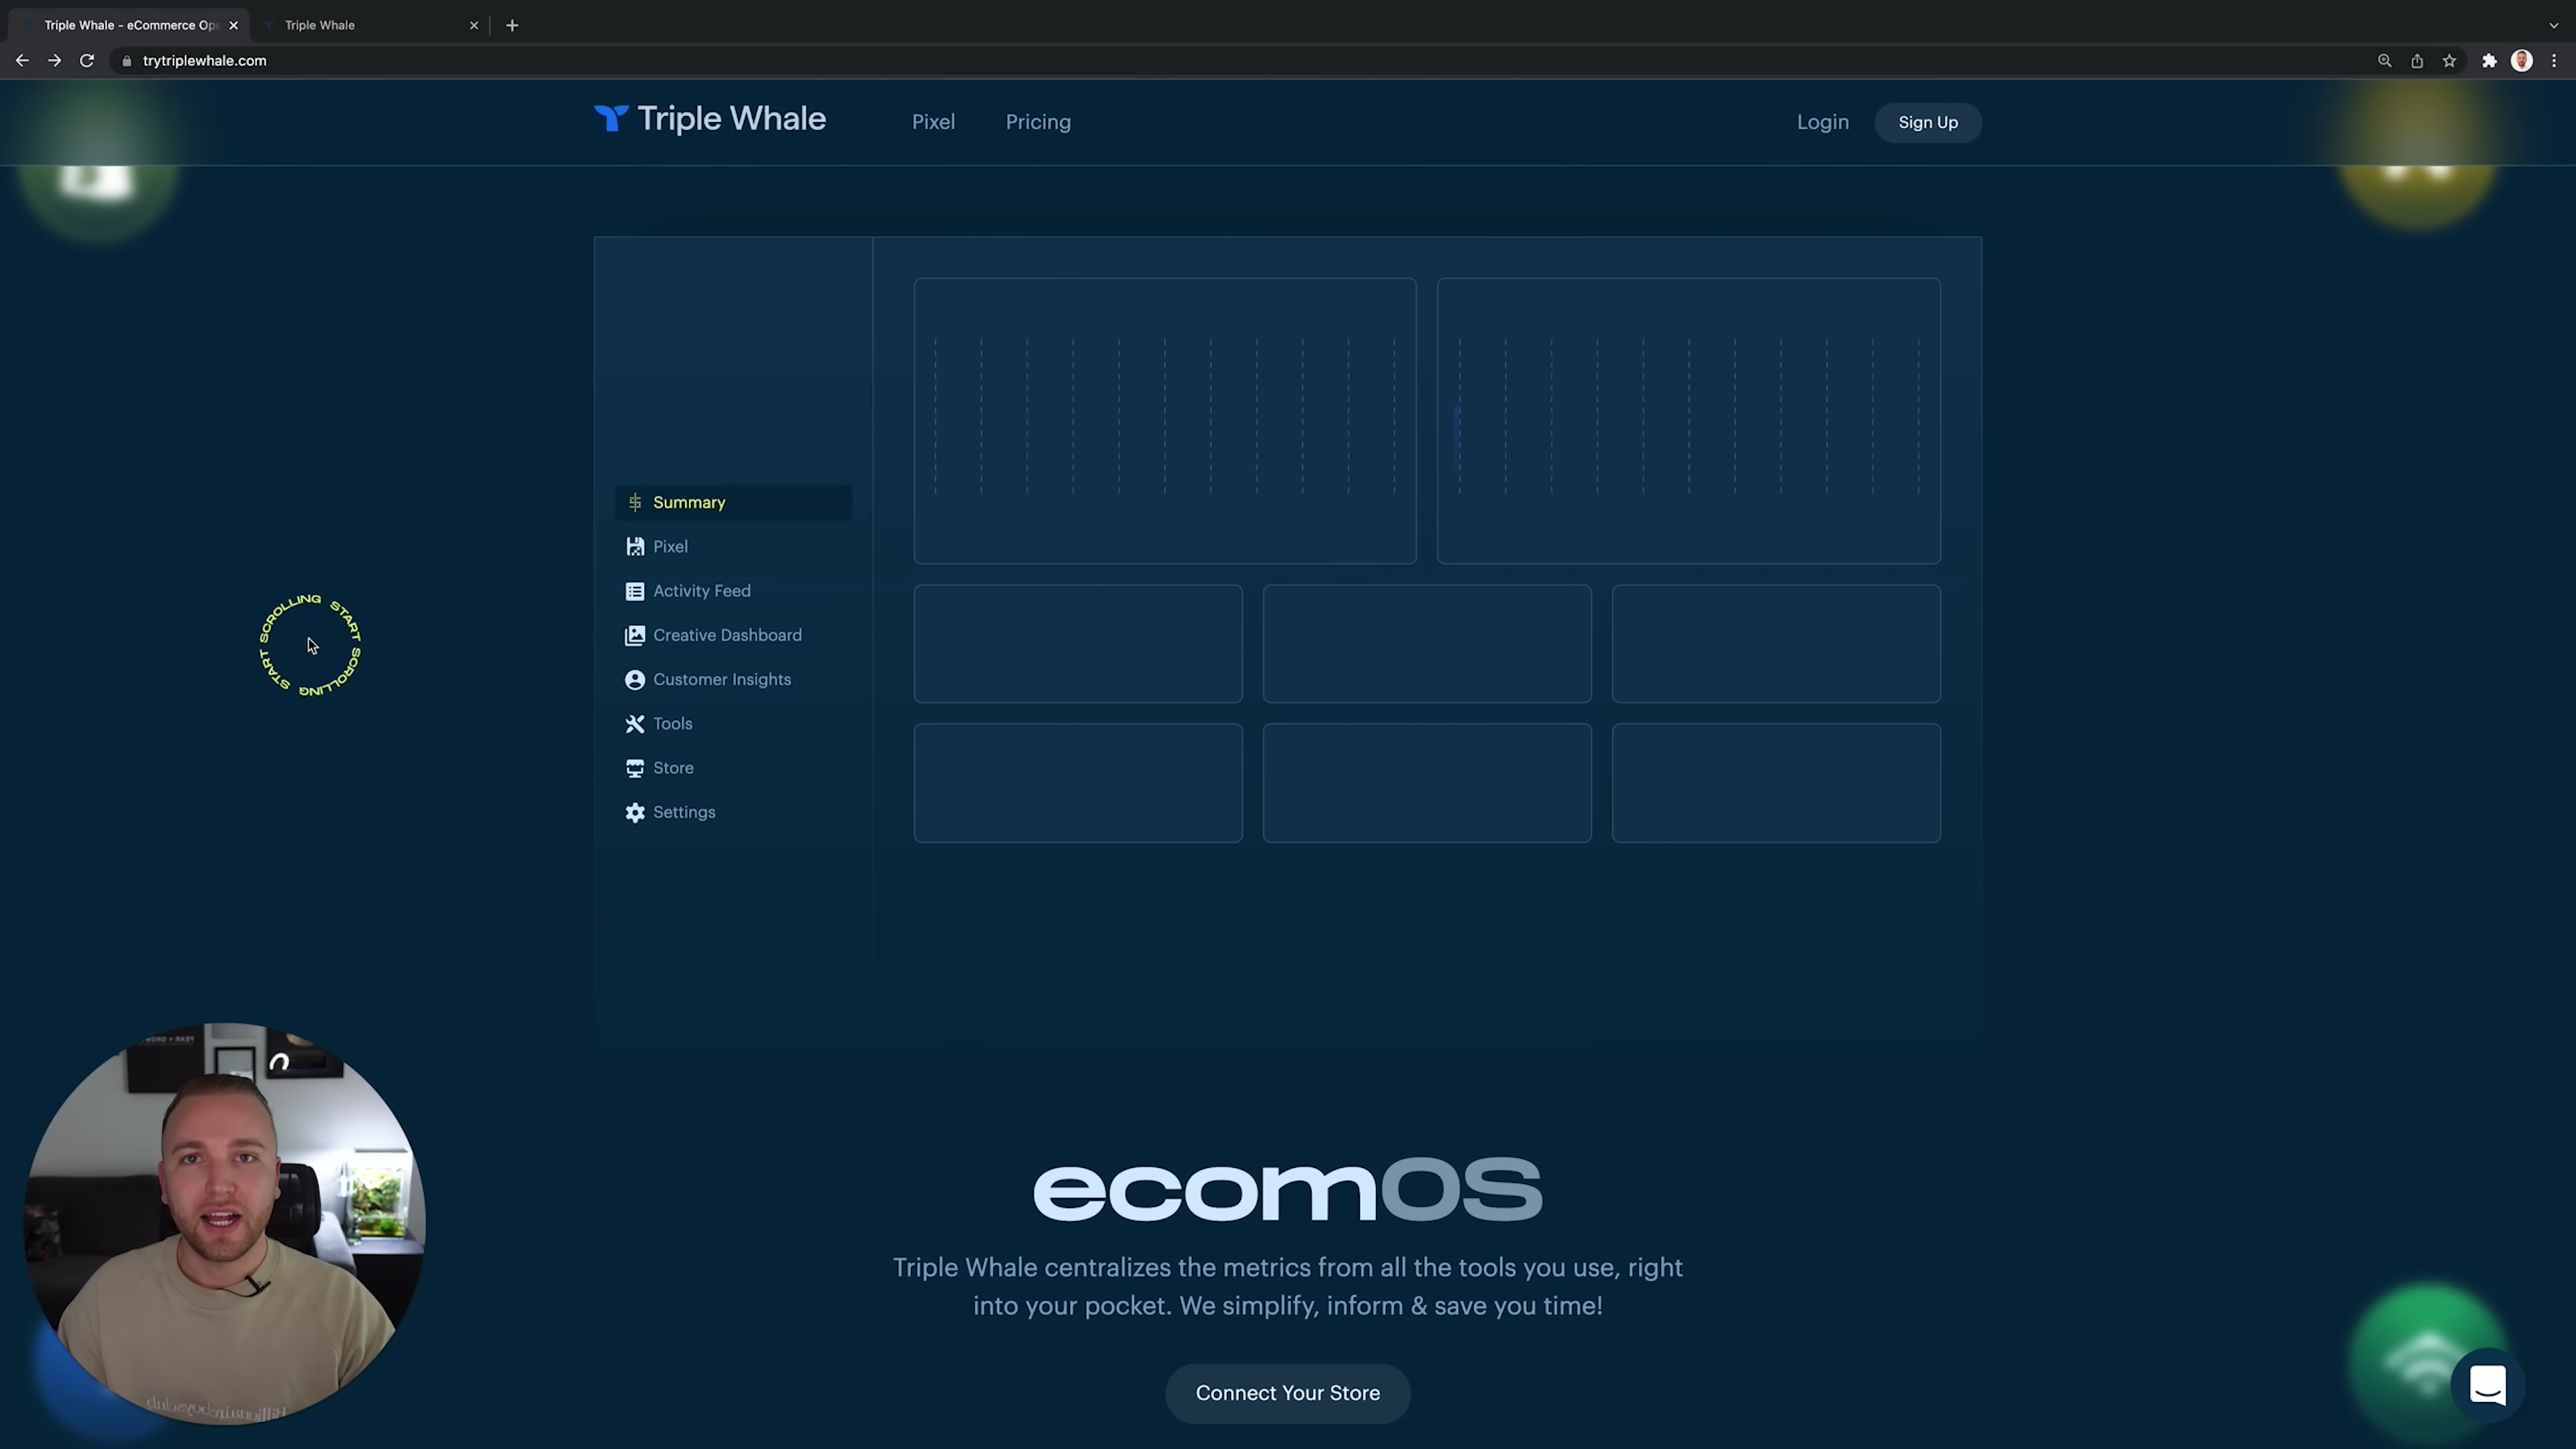 Triple Whale - eCommerce Op
Triple Whale
trytriplewhale.com
Triple Whale
Pixel
Pricing
Login
Sign Up
Summary
Pixel
Activity Feed
Creative Dashboard
Customer Insights
Tools
Store
Settings
START SCROLLING START SCROLLING
ecomOS
Triple Whale centralizes the metrics from all the tools you use, right
into your pocket. We simplify, inform & save you time!
Connect Your Store